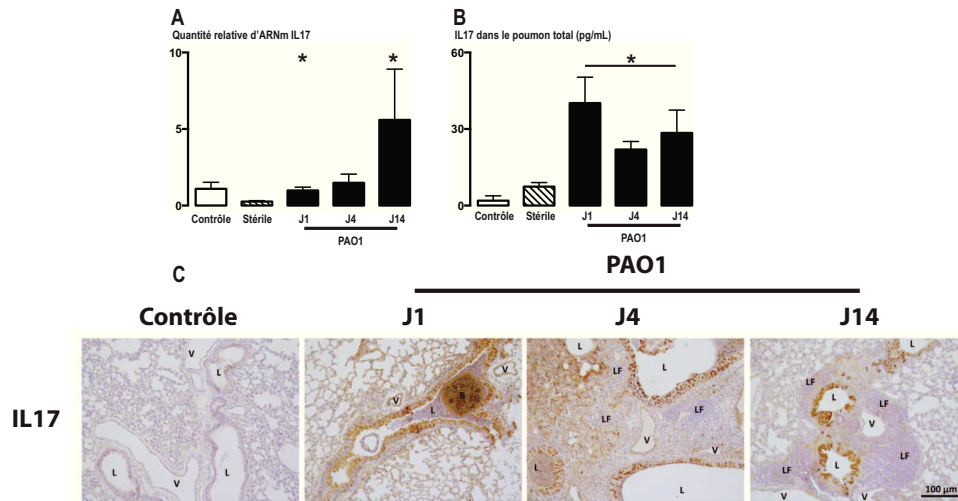 A
Quantité relative d'ARNm IL17
10
*
*
5
0
Contrôle
Stérile
J1
J4
J14
PAO1
B
IL17 dans le poumon total (pg/mL)
60
*
30
0
Contrôle
Stérile
J1
J4
J14
PAO1
C
PAO1
Contrôle
J1
J4
J14
IL17
V
L
V
L
V
V
B
L
V
L
LF
L
LF
LF
V
V
L
L
L
L
LF
LF
V
L
LF
LF
V
V
100 µm